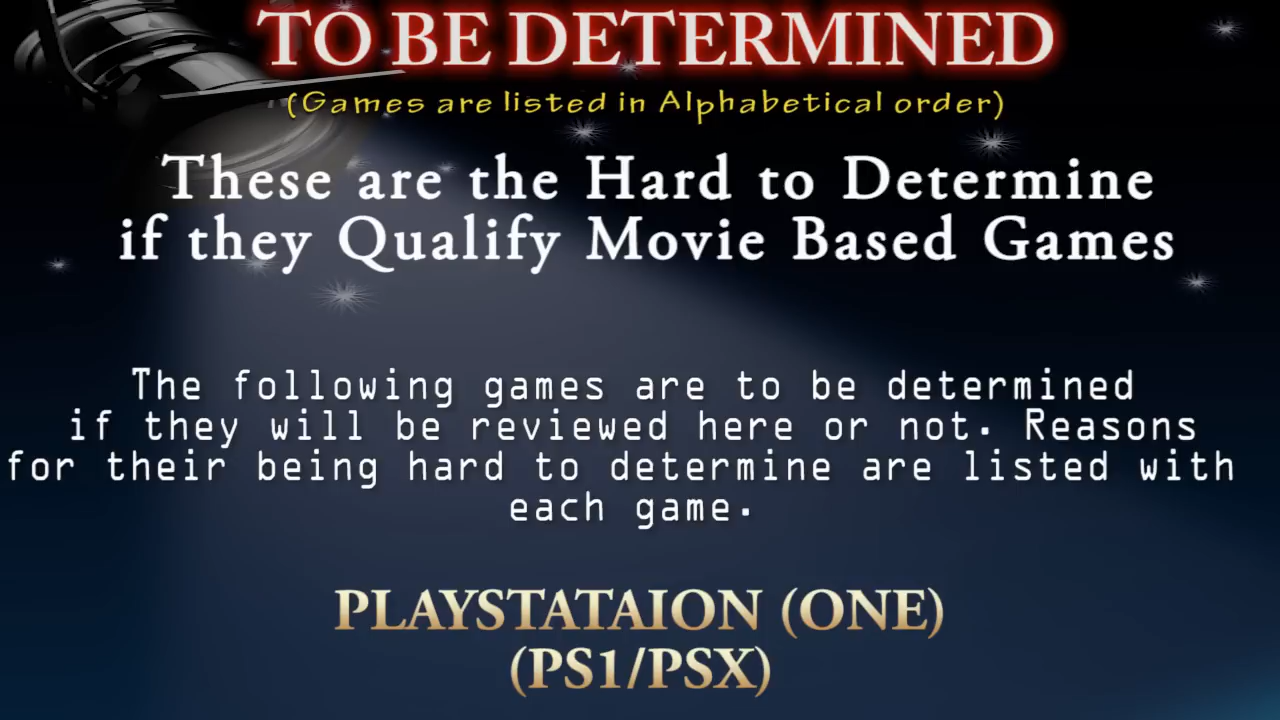 TO BE DETERMINED
(Games are listed in Alphabetical order)
These are the Hard to Determine
if they Qualify Movie Based Games
The following games are to be determined
if they will be reviewed here or not. Reasons
for their being hard to determine are listed with
each game.
PLAYSTATAION (ONE)
(PS1/PSX)